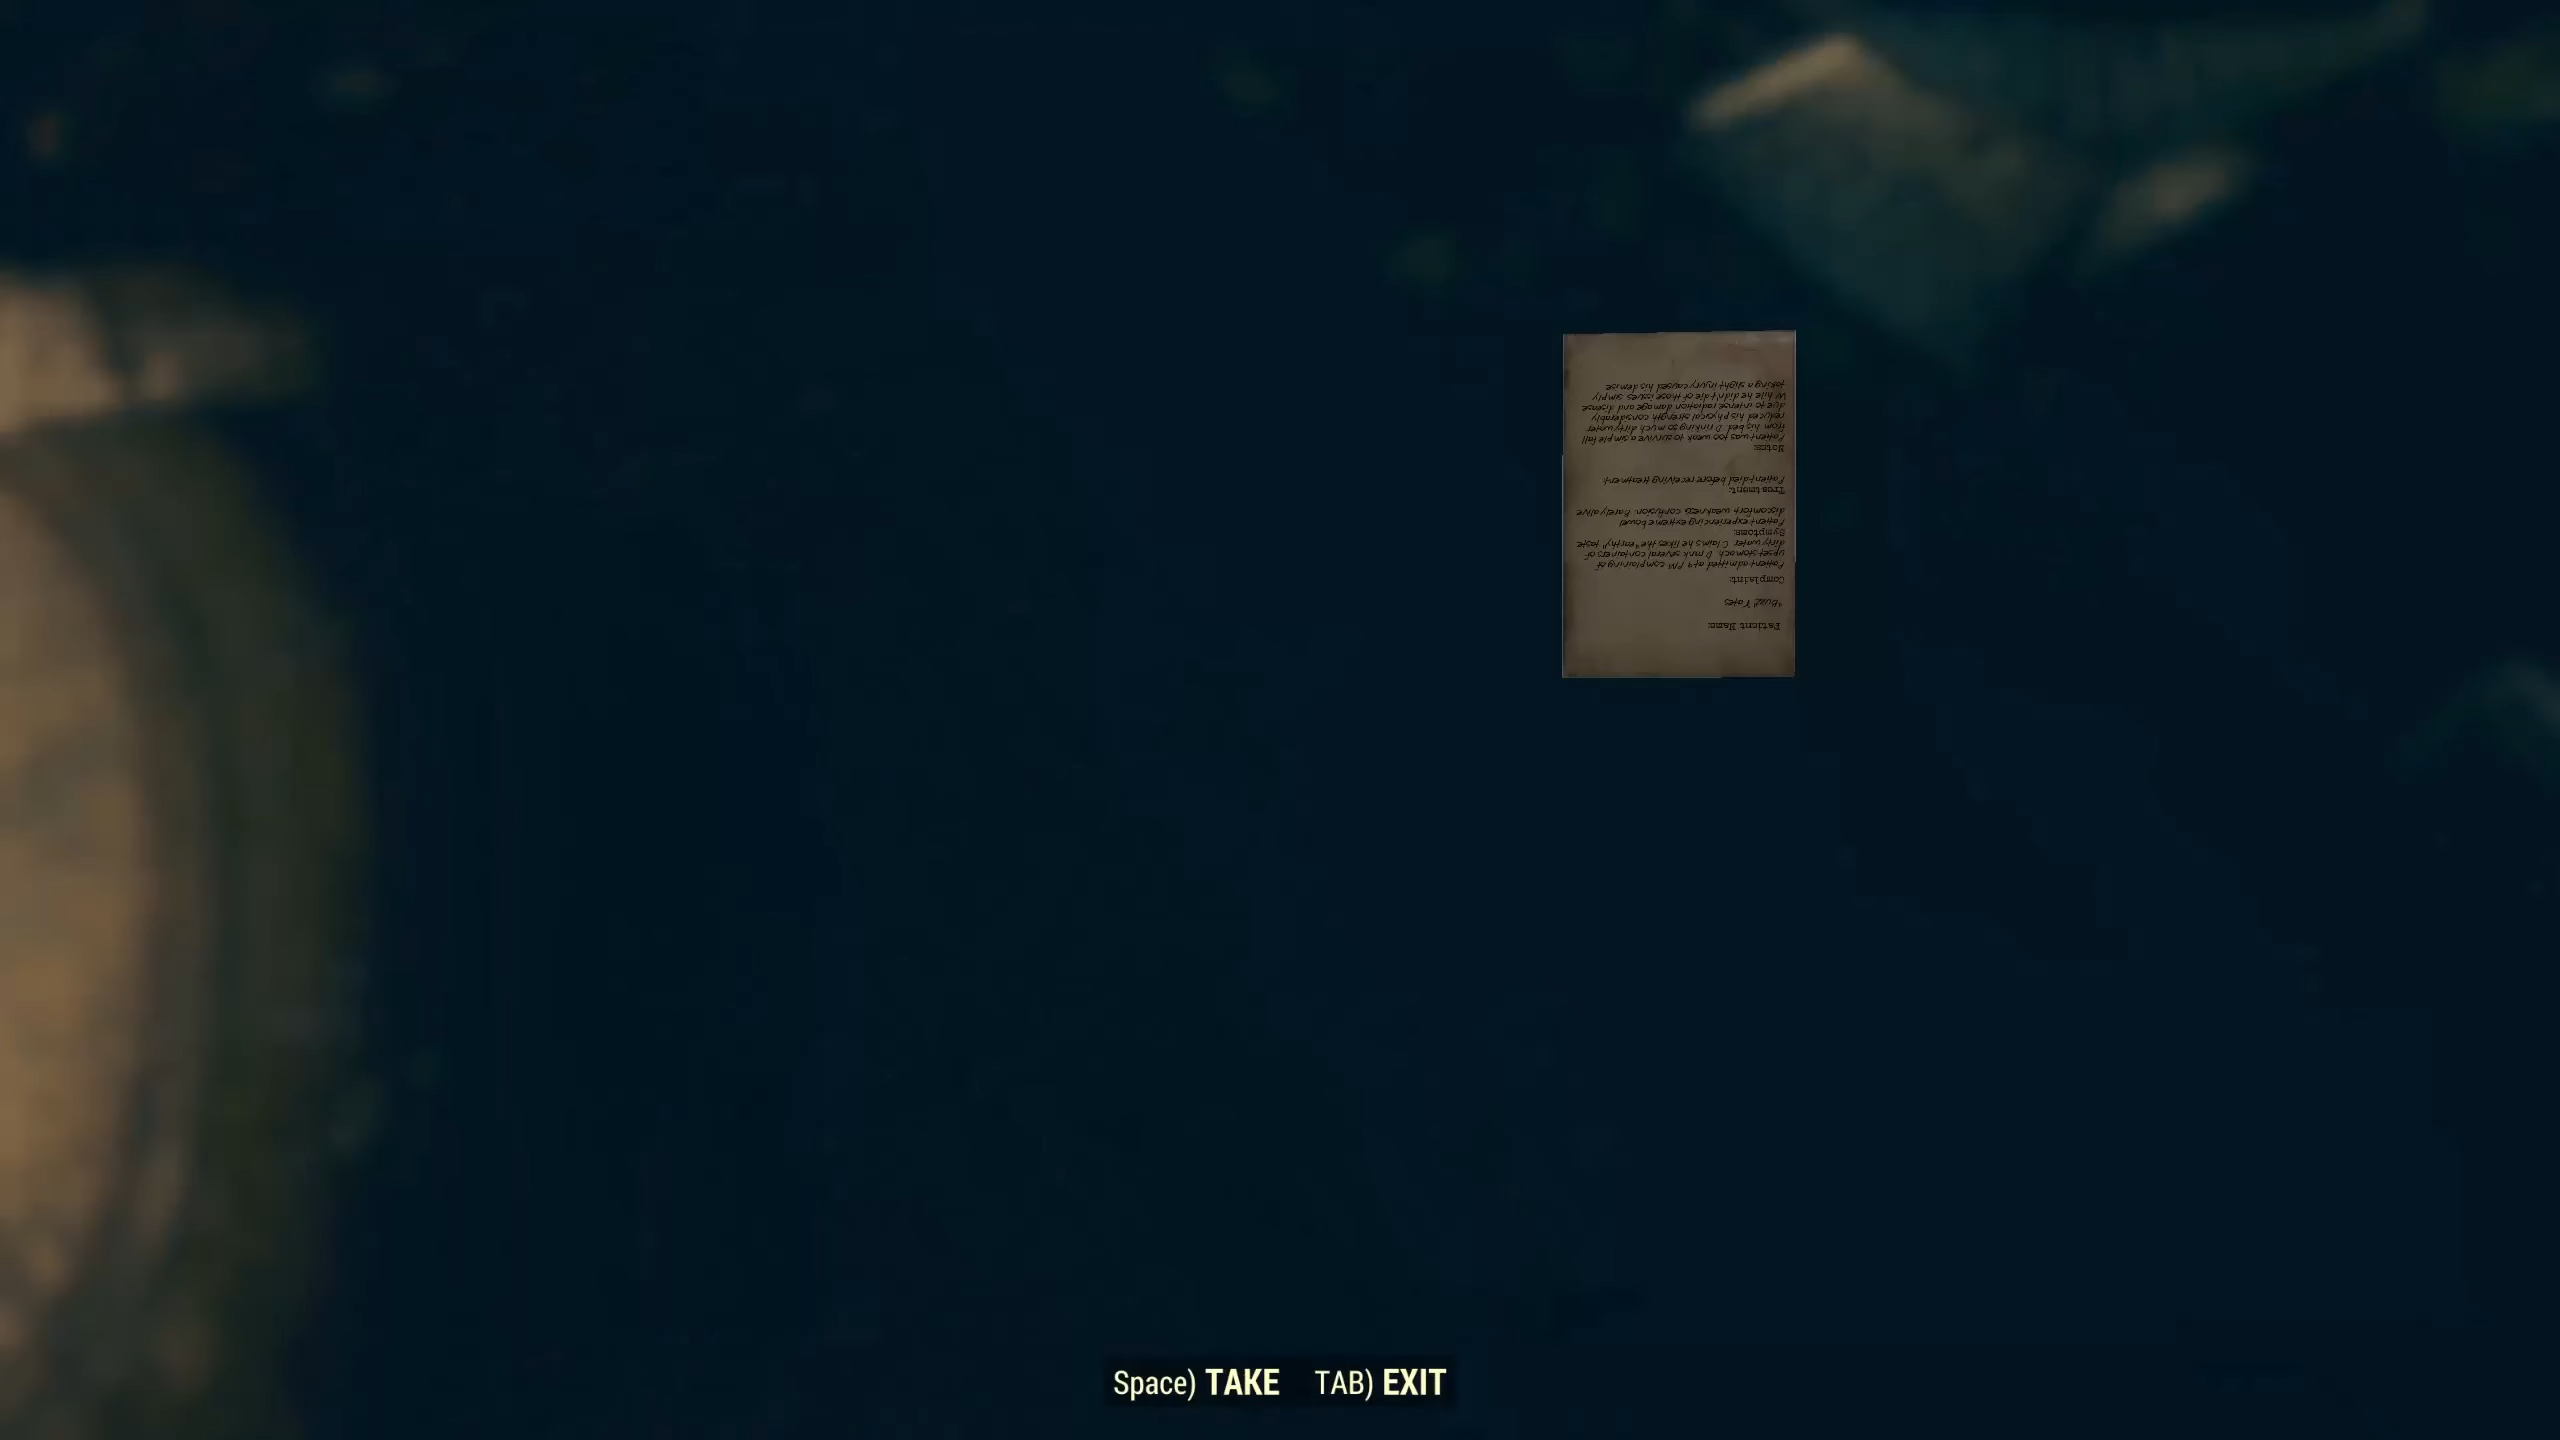 Patient Name:
"Buzz" Yates
Complaint:
Patient admitted at 9 PM complaining of
upset stomach. Drank several containers of
dirty water. Claims he likes the "earthy" taste.
Symptoms:
Patient experiencing extreme bowel
discomfort, weakness, confusion. Barely alive.
Treatment:
Patient died before receiving treatment.
Notes:
Patient was too weak to survive a simple fall
from his bed. Drinking so much dirty water
reduced his physical strength considerably
due to intense radiation damage and disease.
While he didn't die of those issues, simply
taking a slight injury caused his demise.
Space) TAKE TAB) EXIT